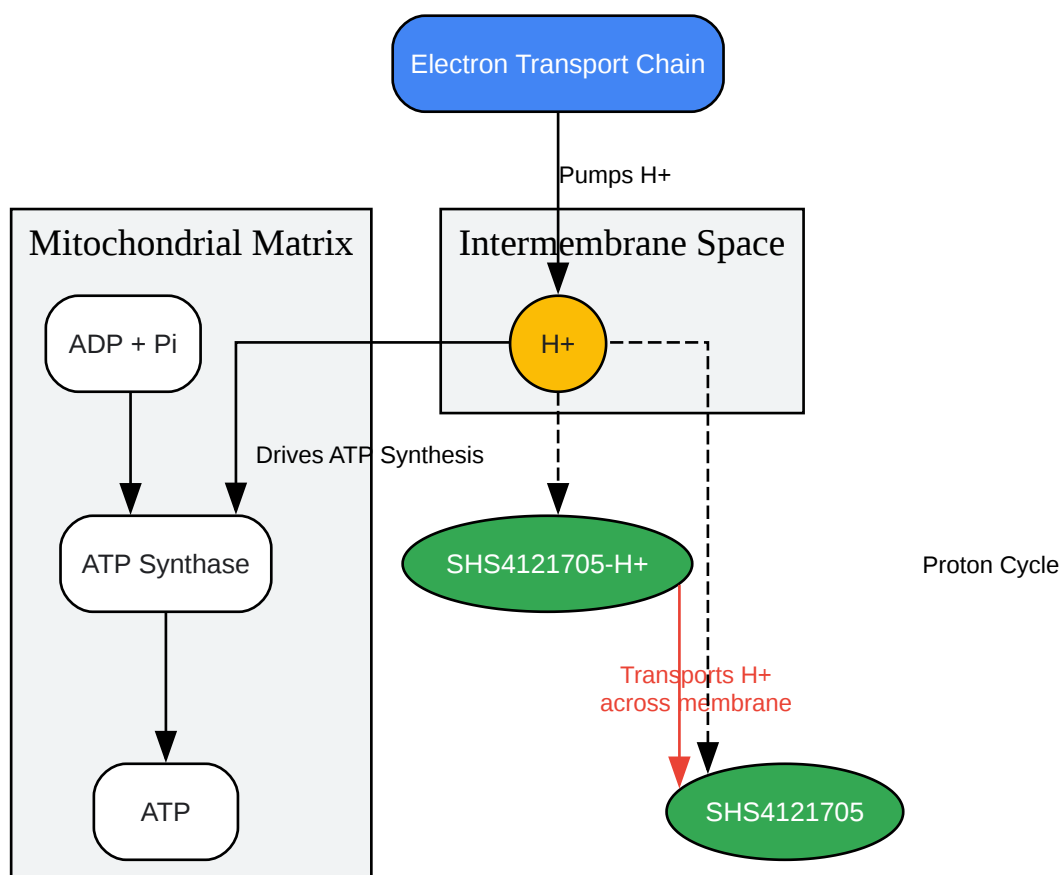 Electron Transport Chain
Pumps H+
Mitochondrial Matrix
Intermembrane Space
ADP + Pi
H+
Drives ATP Synthesis
ATP Synthase
SHS4121705-H+
Proton Cycle
Transports H+
across membrane
ATP
SHS4121705